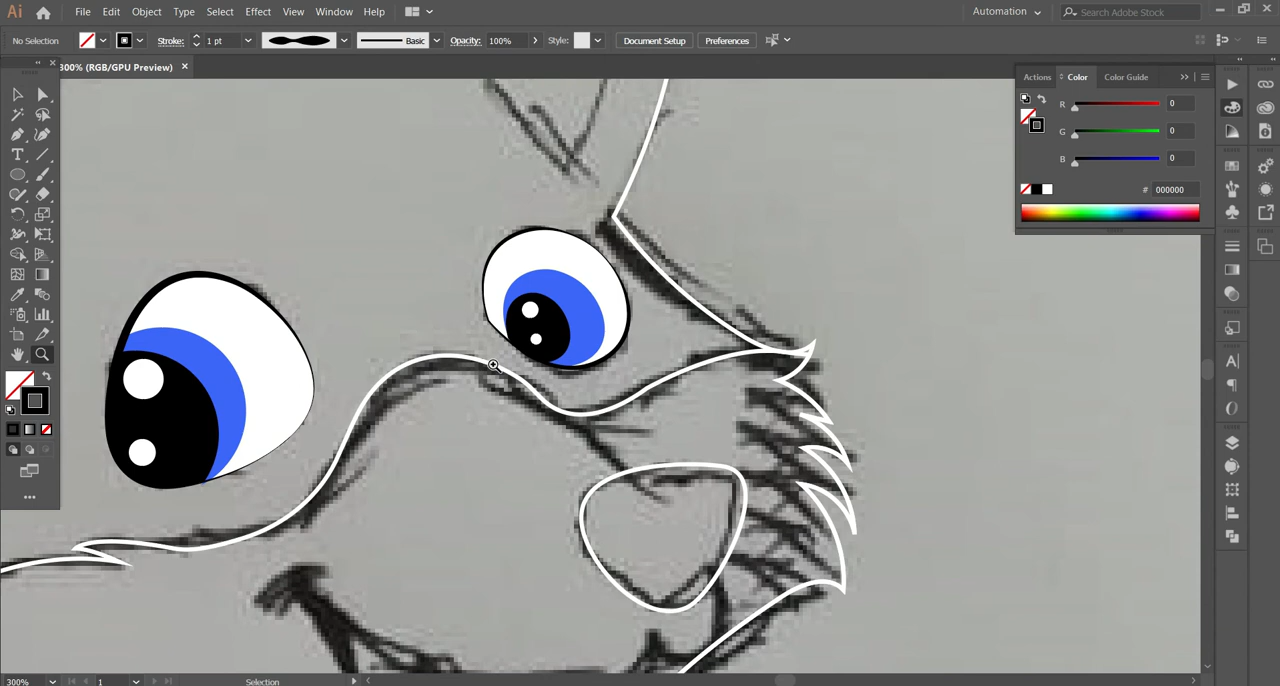 Ai File Edit Object Type Select Effect View Window Help Automation Search Adobe Stock
No Selection Stroke: 1 pt Basic Opacity: 100% Style: Document Setup Preferences
300% (RGB/GPU Preview) ×
Actions Color Color Guide
R 0
G 0
B 0
# 000000
300% 1 Selection